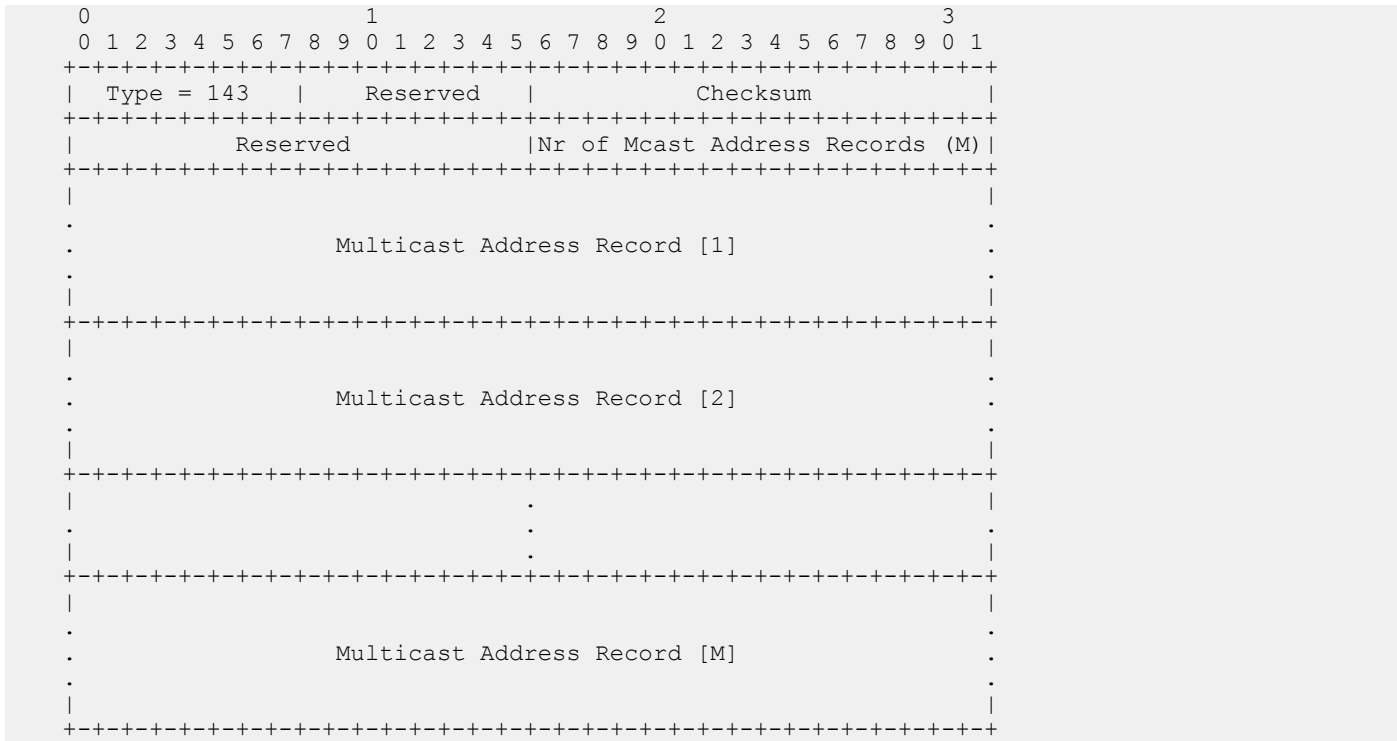 0                   1                   2                   3
 0 1 2 3 4 5 6 7 8 9 0 1 2 3 4 5 6 7 8 9 0 1 2 3 4 5 6 7 8 9 0 1
+-+-+-+-+-+-+-+-+-+-+-+-+-+-+-+-+-+-+-+-+-+-+-+-+-+-+-+-+-+-+-+-+
|  Type = 143   |    Reserved   |           Checksum            |
+-+-+-+-+-+-+-+-+-+-+-+-+-+-+-+-+-+-+-+-+-+-+-+-+-+-+-+-+-+-+-+-+
|           Reserved            |Nr of Mcast Address Records (M)|
+-+-+-+-+-+-+-+-+-+-+-+-+-+-+-+-+-+-+-+-+-+-+-+-+-+-+-+-+-+-+-+-+
|                                                               |
.                                                               .
.                  Multicast Address Record [1]                 .
.                                                               .
|                                                               |
+-+-+-+-+-+-+-+-+-+-+-+-+-+-+-+-+-+-+-+-+-+-+-+-+-+-+-+-+-+-+-+-+
|                                                               |
.                                                               .
.                  Multicast Address Record [2]                 .
.                                                               .
|                                                               |
+-+-+-+-+-+-+-+-+-+-+-+-+-+-+-+-+-+-+-+-+-+-+-+-+-+-+-+-+-+-+-+-+
|                               .                               |
.                               .                               .
|                               .                               |
+-+-+-+-+-+-+-+-+-+-+-+-+-+-+-+-+-+-+-+-+-+-+-+-+-+-+-+-+-+-+-+-+
|                                                               |
.                                                               .
.                  Multicast Address Record [M]                 .
.                                                               .
|                                                               |
+-+-+-+-+-+-+-+-+-+-+-+-+-+-+-+-+-+-+-+-+-+-+-+-+-+-+-+-+-+-+-+-+